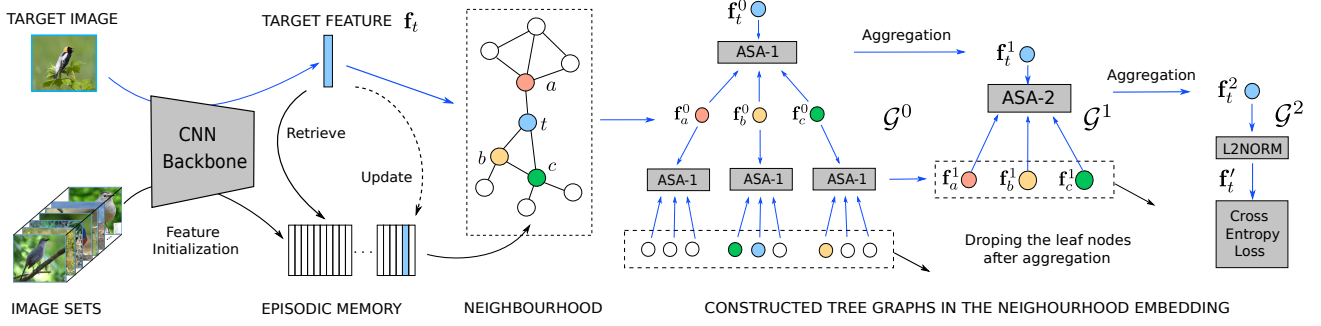 TARGET IMAGE
TARGET FEATURE f_t
CNN
Backbone
Retrieve
Update
Feature
Initialization
IMAGE SETS
EPISODIC MEMORY
. . .
a
t
b
c
NEIGHBOURHOOD
f_t^0
ASA-1
f_a^0 f_b^0 f_c^0
ASA-1 ASA-1 ASA-1
𝒢^0
Aggregation
f_t^1
ASA-2
𝒢^1
f_a^1 f_b^1 f_c^1
Droping the leaf nodes
after aggregation
Aggregation
f_t^2
𝒢^2
L2NORM
f_t′
Cross
Entropy
Loss
CONSTRUCTED TREE GRAPHS IN THE NEIGHOURHOOD EMBEDDING